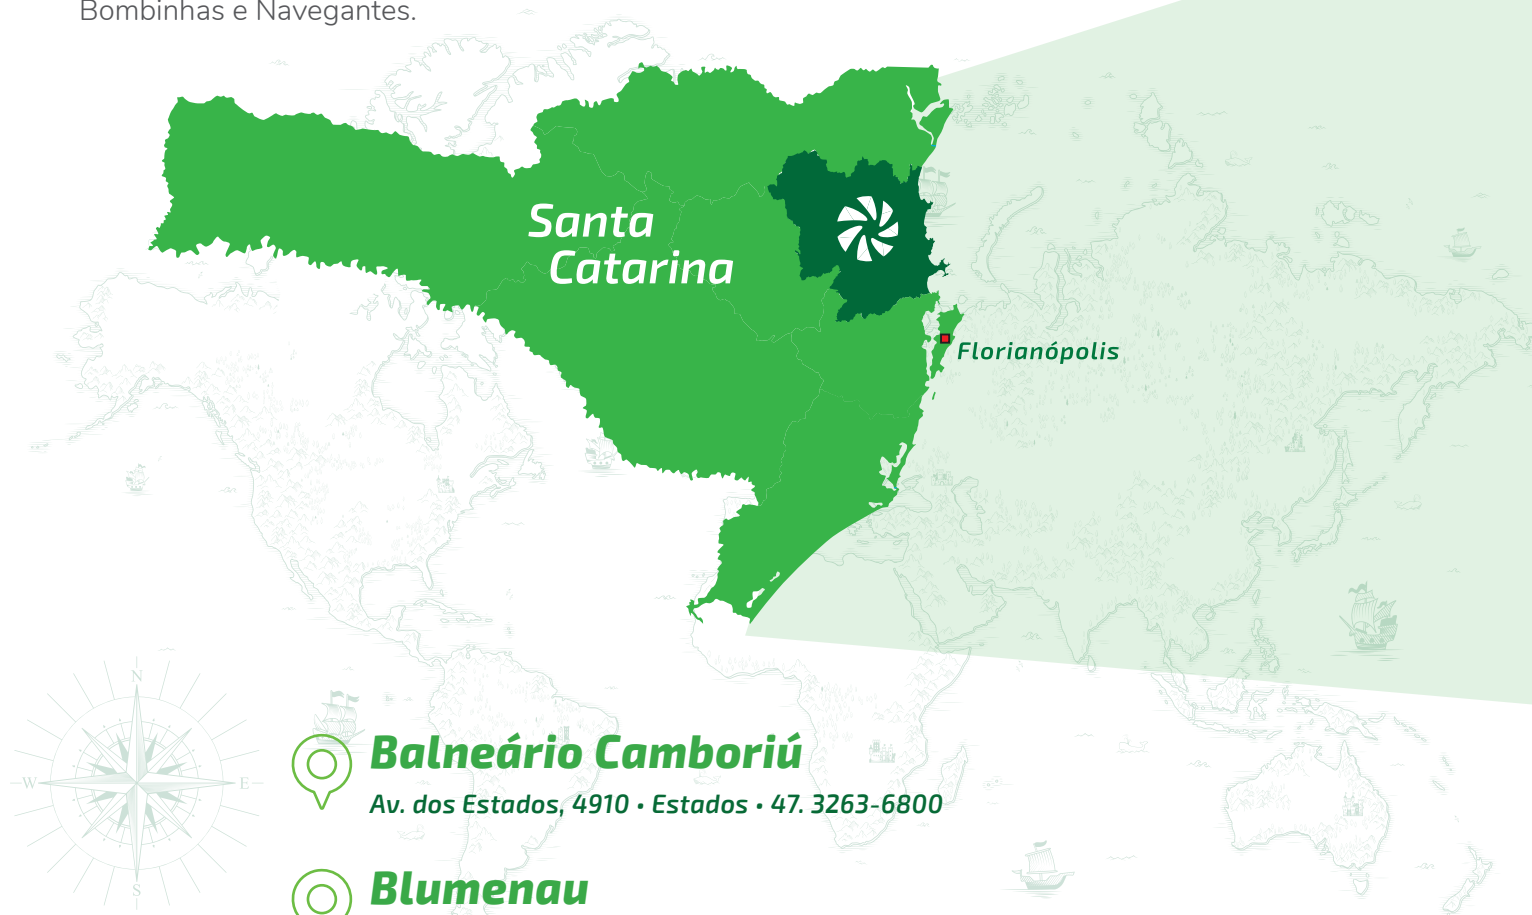 Bombinhas e Navegantes.
Santa
Catarina
Florianópolis
N
W
E
S
Balneário Camboriú
Av. dos Estados, 4910 • Estados • 47. 3263-6800
Blumenau